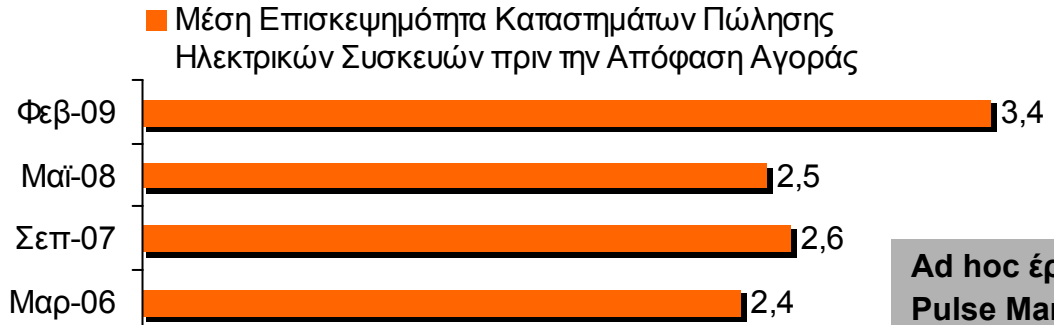 Μέση Επισκεψημότητα Καταστημάτων Πώλησης
Ηλεκτρικών Συσκευών πριν την Απόφαση Αγοράς
Φεβ-09 3,4
Μαϊ-08 2,5
Σεπ-07 2,6
Μαρ-06 2,4
Ad hoc
Pulse